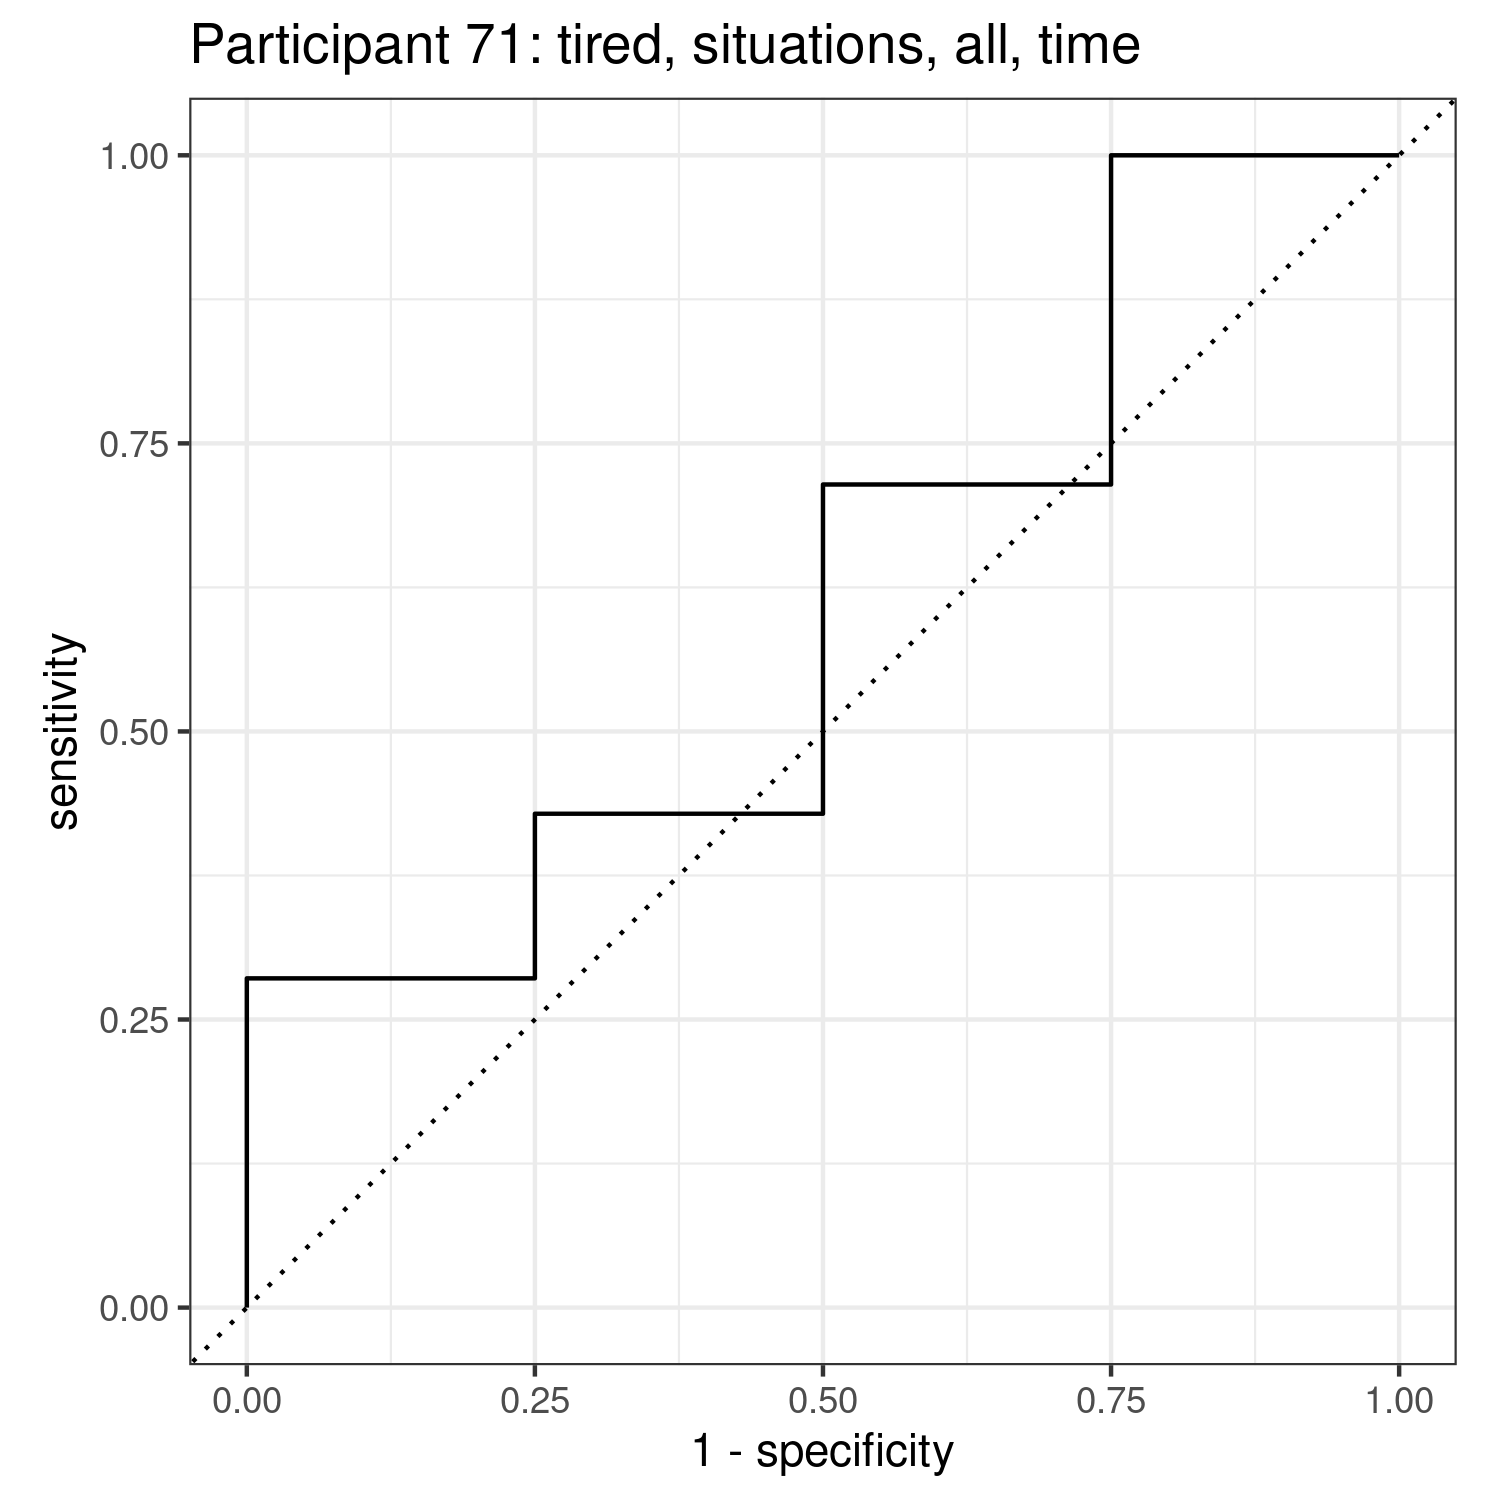 Participant 71: tired, situations, all, time
1.00
0.75
0.50
0.25
0.00
sensitivity
0.00 0.25 0.50 0.75 1.00
1 - specificity